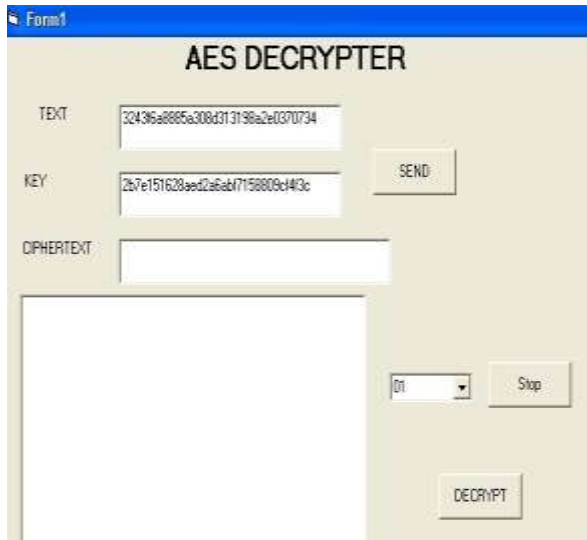 Form1
AES DECRYPTER
TEXT 3243f6a8885a308d313198a2e0370734
SEND
KEY 2b7e151628aed2a6abf7158809cf4f3c
CIPHERTEXT
01 Stop
DECRYPT